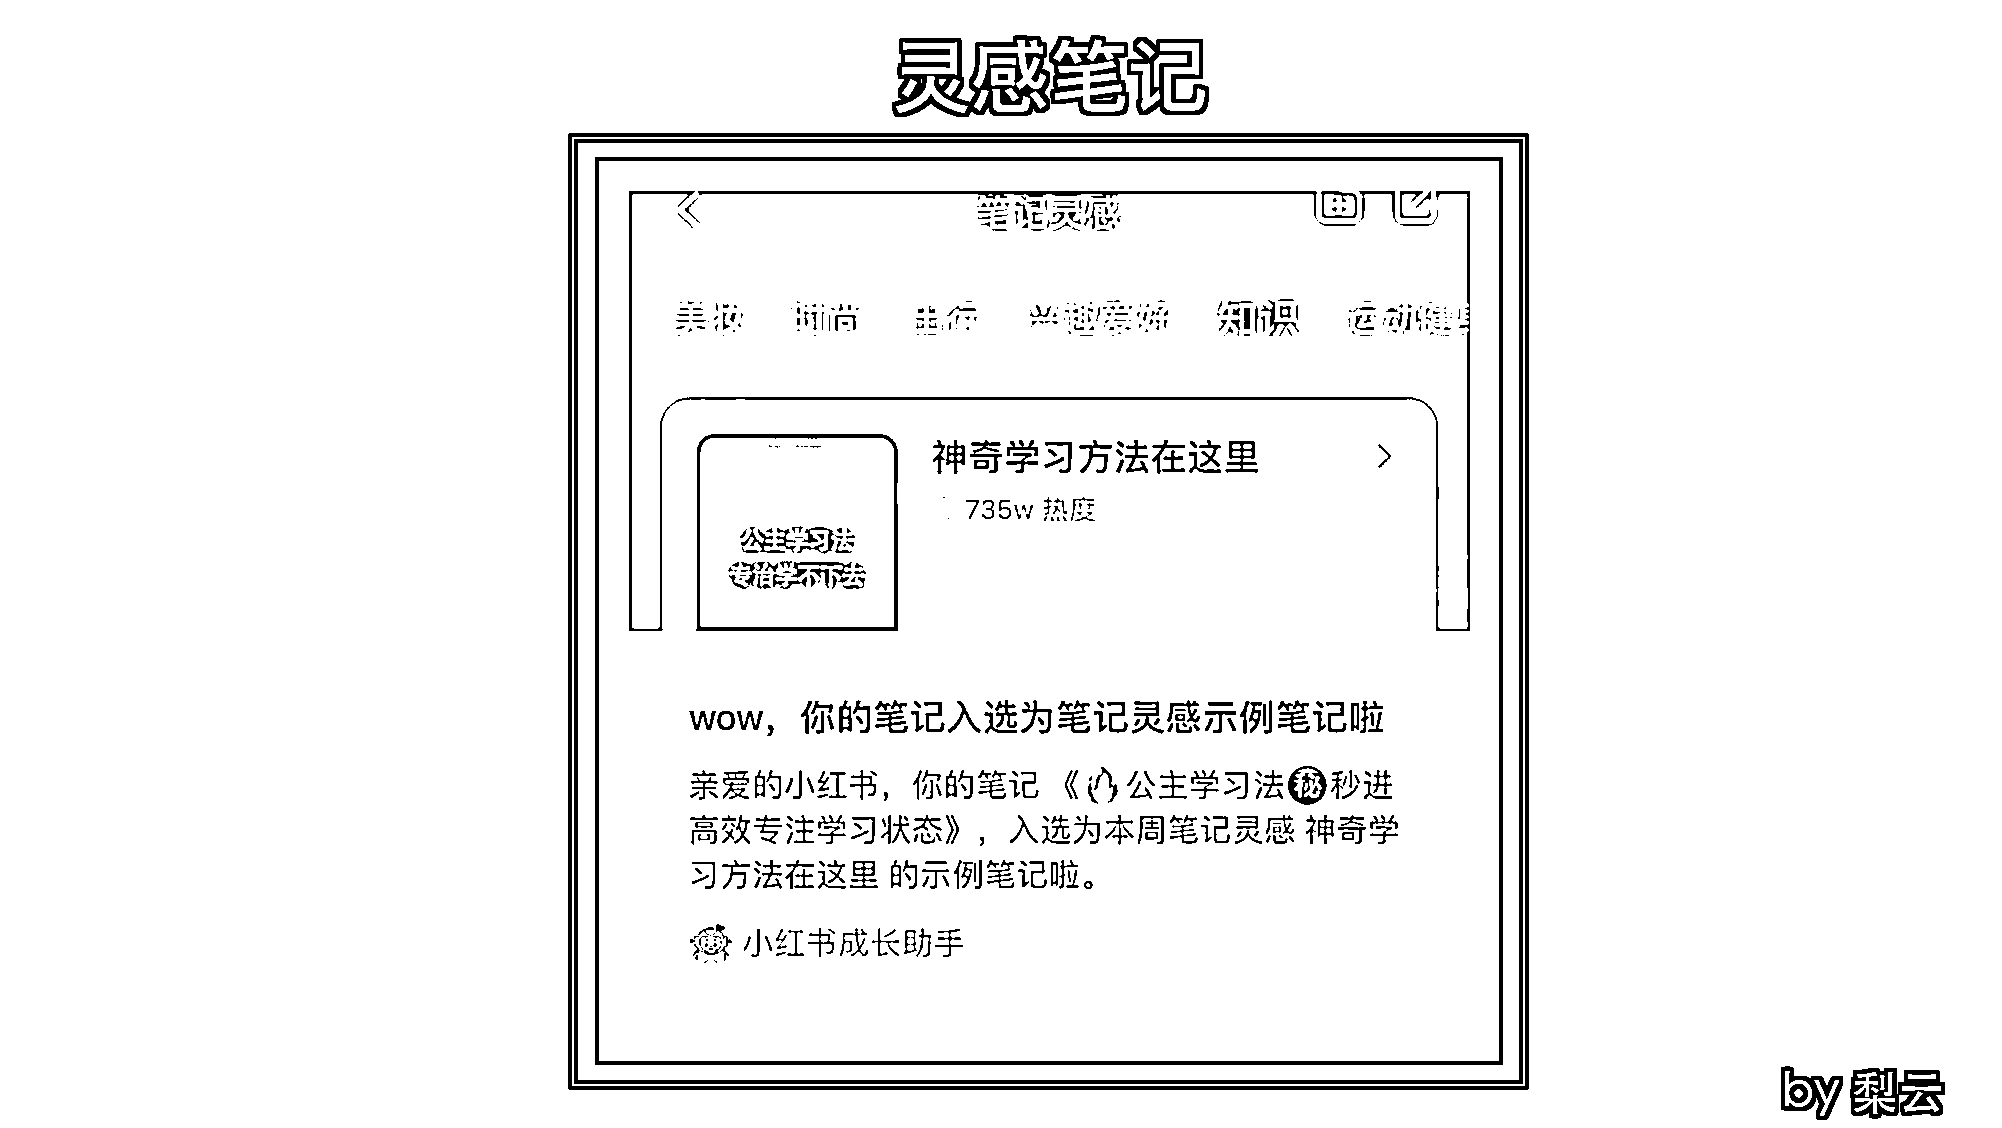 灵感笔记
笔记灵感
美妆 时尚 兴趣爱好 知识 运动健
神奇学习方法在这里
735w 热度
公主学习法
专治学不下去
wow，你的笔记入选为笔记灵感示例笔记啦
亲爱的小红书，你的笔记 《🔥公主学习法㊙秒进
高效专注学习状态》，入选为本周笔记灵感 神奇学
习方法在这里 的示例笔记啦。
小红书成长助手
by 梨云